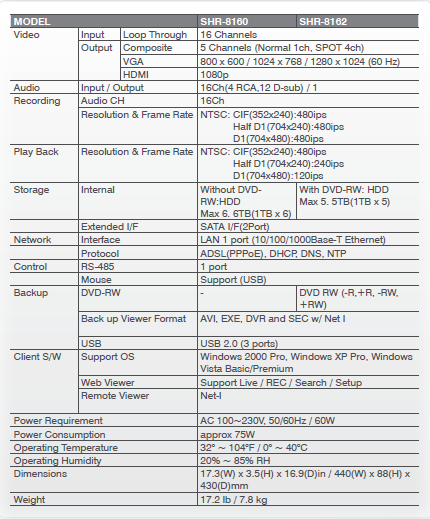 MODEL SHR-8160 SHR-8162
Video Input Loop Through 16 Channels
Output Composite 5 Channels (Normal 1ch, SPOT 4ch)
VGA 800 x 600 / 1024 x 768 / 1280 x 1024 (60 Hz)
HDMI 1080p
Audio Input / Output 16Ch(4 RCA,12 D-sub) / 1
Recording Audio CH 16Ch
Resolution & Frame Rate NTSC: CIF(352x240):480ips
Half D1(704x240):480ips
D1(704x480):480ips
Play Back Resolution & Frame Rate NTSC: CIF(352x240):480ips
Half D1(704x240):240ips
D1(704x480):120ips
Storage Internal Without DVD- With DVD-RW: HDD
RW:HDD Max 5. 5TB(1TB x 5)
Max 6. 6TB(1TB x 6)
Extended I/F SATA I/F(2Port)
Network Interface LAN 1 port (10/100/1000Base-T Ethernet)
Protocol ADSL(PPPoE), DHCP, DNS, NTP
Control RS-485 1 port
Mouse Support (USB)
Backup DVD-RW - DVD RW (-R,+R, -RW,
+RW)
Back up Viewer Format AVI, EXE, DVR and SEC w/ Net I
USB USB 2.0 (3 ports)
Client S/W Support OS Windows 2000 Pro, Windows XP Pro, Windows
Vista Basic/Premium
Web Viewer Support Live / REC / Search / Setup
Remote Viewer Net-I
Power Requirement AC 100~230V, 50/60Hz / 60W
Power Consumption approx 75W
Operating Temperature 32° ~ 104°F / 0° ~ 40°C
Operating Humidity 20% ~ 85% RH
Dimensions 17.3(W) x 3.5(H) x 16.9(D)in / 440(W) x 88(H) x
430(D)mm
Weight 17.2 lb / 7.8 kg